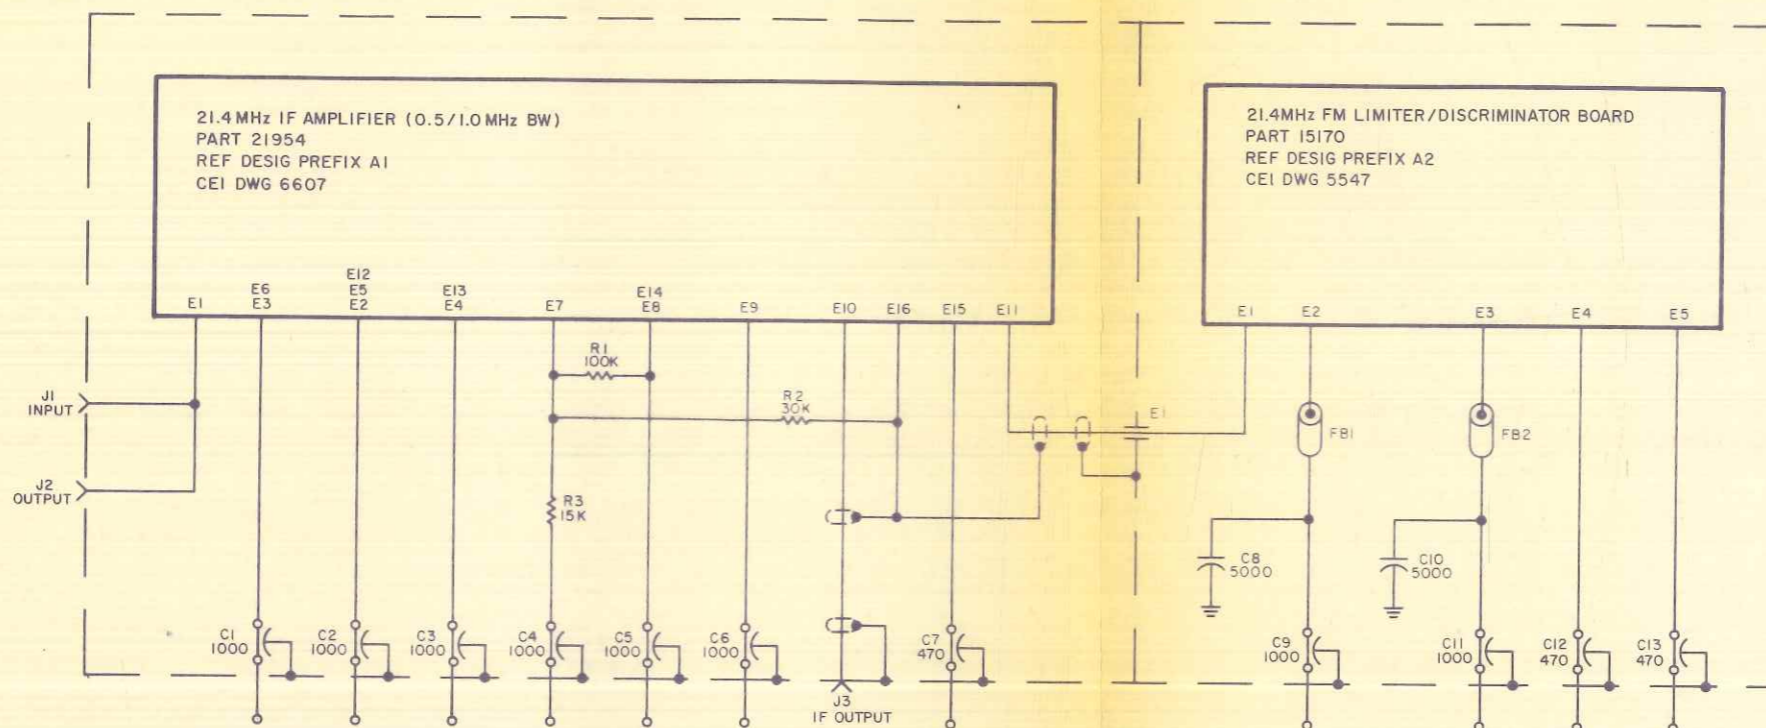 21.4 MHz IF AMPLIFIER (0.5/1.0 MHz BW)
PART 21954
REF DESIG PREFIX A1
CEI DWG 6607
21.4MHz FM LIMITER/DISCRIMINATOR BOARD
PART 15170
REF DESIG PREFIX A2
CEI DWG 5547
E1
E6
E3
E12
E5
E2
E13
E4
E7
E14
E8
E9
E10
E16
E15
E11
E1
E2
E3
E4
E5
R1
100K
R2
30K
J1
INPUT
E1
FB1
FB2
J2
OUTPUT
R3
15K
C8
5000
C10
5000
C1
1000
C2
1000
C3
1000
C4
1000
C5
1000
C6
1000
C7
470
C9
1000
C11
1000
C12
470
C13
470
J3
IF OUTPUT